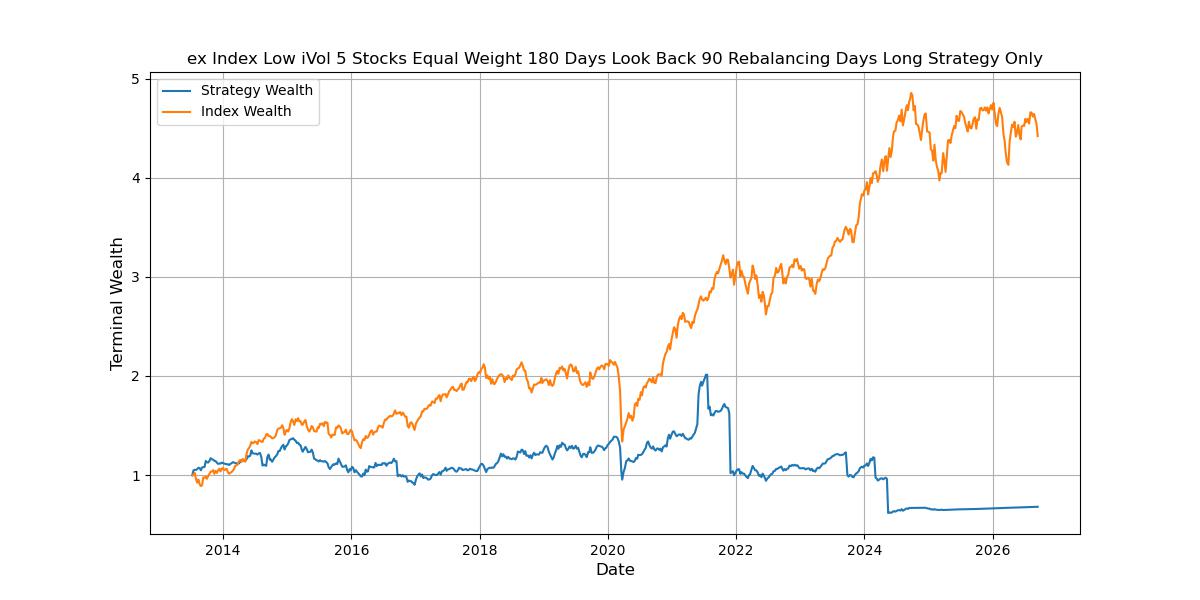 ex Index Low iVol 5 Stocks Equal Weight 180 Days Look Back 90 Rebalancing Days Long Strategy Only
Strategy Wealth
Index Wealth
Terminal Wealth
5
4
3
2
1
2014 2016 2018 2020 2022 2024 2026
Date